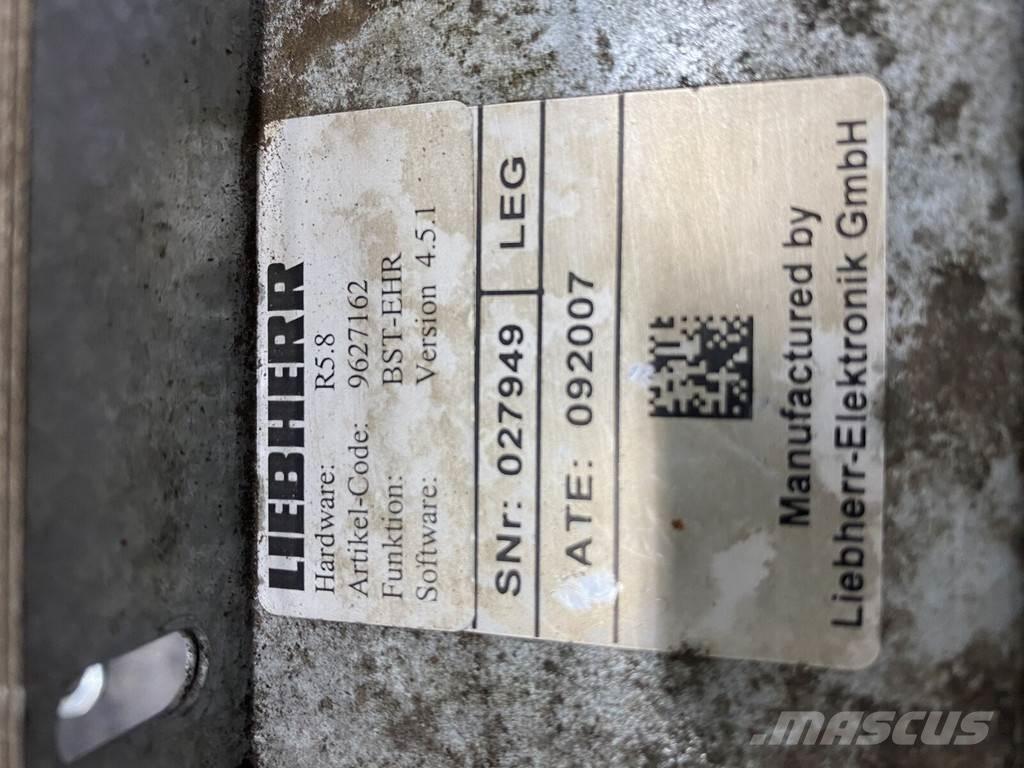 LIEBHERR
Hardware: R5.8
Artikel-Code: 9627162
Funktion: BST-EHR
Software: Version 4.5.1
SNr: 027949 LEG
ATE: 092007
Manufactured by
Liebherr-Elektronik GmbH
MASCUS